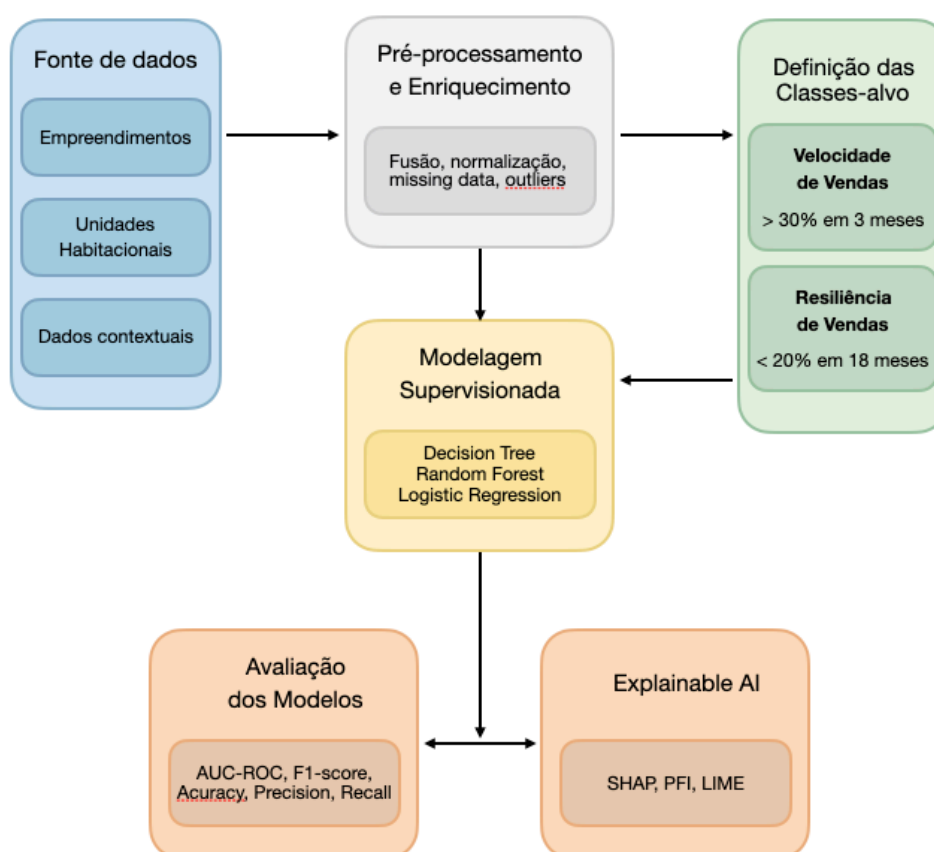 Fonte de dados
Empreendimentos
Unidades
Habitacionais
Dados contextuais
Pré-processamento
e Enriquecimento
Fusão, normalização,
missing data, outliers
Definição das
Classes-alvo
Velocidade
de Vendas
> 30% em 3 meses
Resiliência
de Vendas
< 20% em 18 meses
Modelagem
Supervisionada
Decision Tree
Random Forest
Logistic Regression
Avaliação
dos Modelos
AUC-ROC, F1-score,
Acuracy, Precision, Recall
Explainable AI
SHAP, PFI, LIME